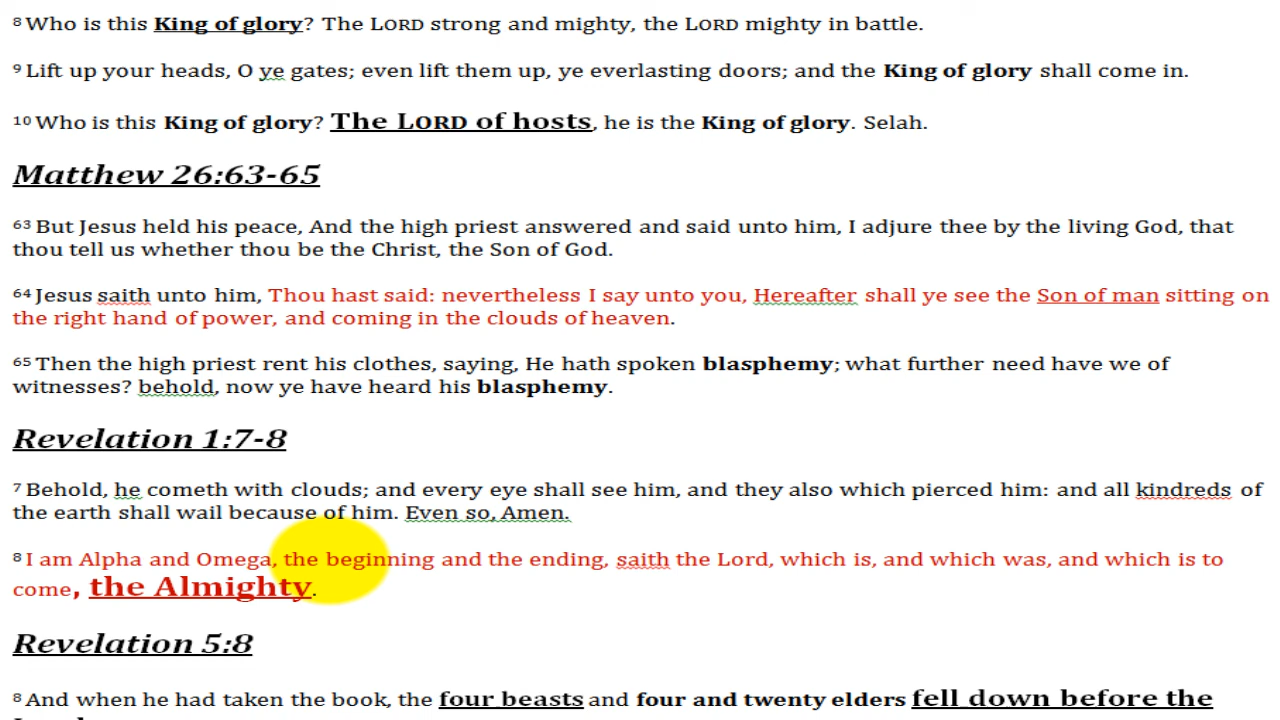 8 Who is this King of glory? The LORD strong and mighty, the LORD mighty in battle.
9 Lift up your heads, O ye gates; even lift them up, ye everlasting doors; and the King of glory shall come in.
10 Who is this King of glory? The LORD of hosts, he is the King of glory. Selah.
Matthew 26:63-65
63 But Jesus held his peace, And the high priest answered and said unto him, I adjure thee by the living God, that
thou tell us whether thou be the Christ, the Son of God.
64 Jesus saith unto him, Thou hast said: nevertheless I say unto you, Hereafter shall ye see the Son of man sitting on
the right hand of power, and coming in the clouds of heaven.
65 Then the high priest rent his clothes, saying, He hath spoken blasphemy; what further need have we of
witnesses? behold, now ye have heard his blasphemy.
Revelation 1:7-8
7 Behold, he cometh with clouds; and every eye shall see him, and they also which pierced him: and all kindreds of
the earth shall wail because of him. Even so, Amen.
8 I am Alpha and Omega, the beginning and the ending, saith the Lord, which is, and which was, and which is to
come, the Almighty.
Revelation 5:8
8 And when he had taken the book, the four beasts and four and twenty elders fell down before the